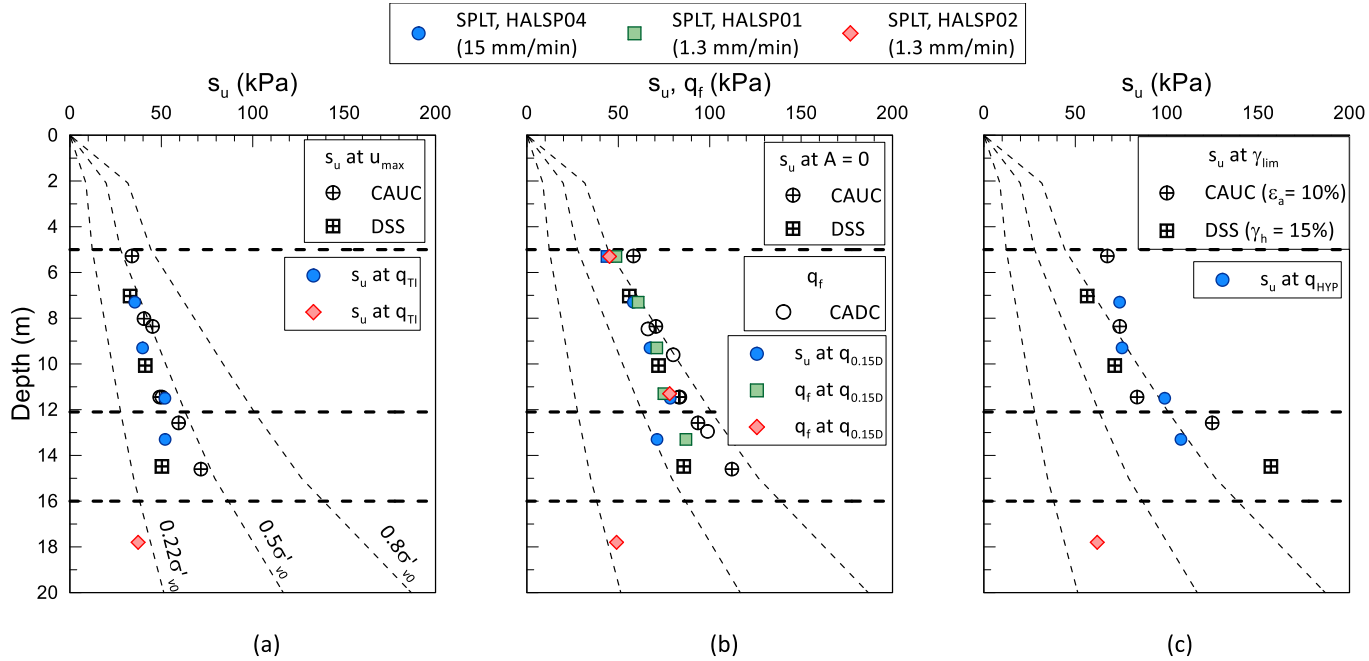 SPLT, HALSP04
(15 mm/min)
SPLT, HALSP01
(1.3 mm/min)
SPLT, HALSP02
(1.3 mm/min)
s_u (kPa)
0 50 100 150 200
Depth (m)
0
2
4
6
8
10
12
14
16
18
20
s_u at u_max
CAUC
DSS
s_u at q_TI
s_u at q_TI
0.22σ'_v0
0.5σ'_v0
0.8σ'_v0
(a)
s_u, q_f (kPa)
0 50 100 150 200
s_u at A = 0
CAUC
DSS
q_f
CADC
s_u at q_0.15D
q_f at q_0.15D
q_f at q_0.15D
(b)
s_u (kPa)
0 50 100 150 200
s_u at γ_lim
CAUC (ε_a = 10%)
DSS (γ_h = 15%)
s_u at q_HYP
(c)